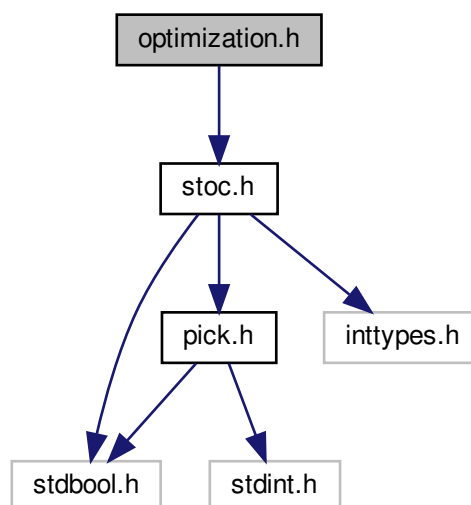 optimization.h
stoc.h
pick.h
inttypes.h
stdbool.h
stdint.h